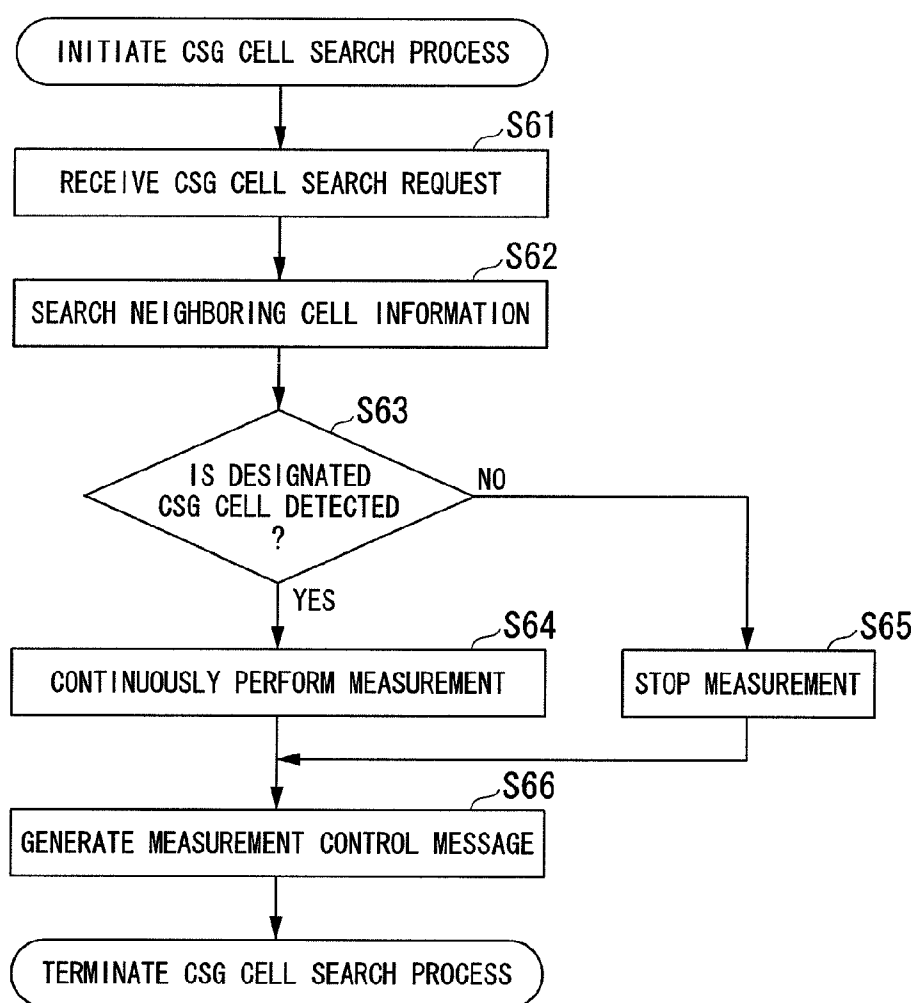 INITIATE CSG CELL SEARCH PROCESS
S61
RECEIVE CSG CELL SEARCH REQUEST
S62
SEARCH NEIGHBORING CELL INFORMATION
S63
IS DESIGNATED
CSG CELL DETECTED
?
NO
YES
S64
CONTINUOUSLY PERFORM MEASUREMENT
S65
STOP MEASUREMENT
S66
GENERATE MEASUREMENT CONTROL MESSAGE
TERMINATE CSG CELL SEARCH PROCESS